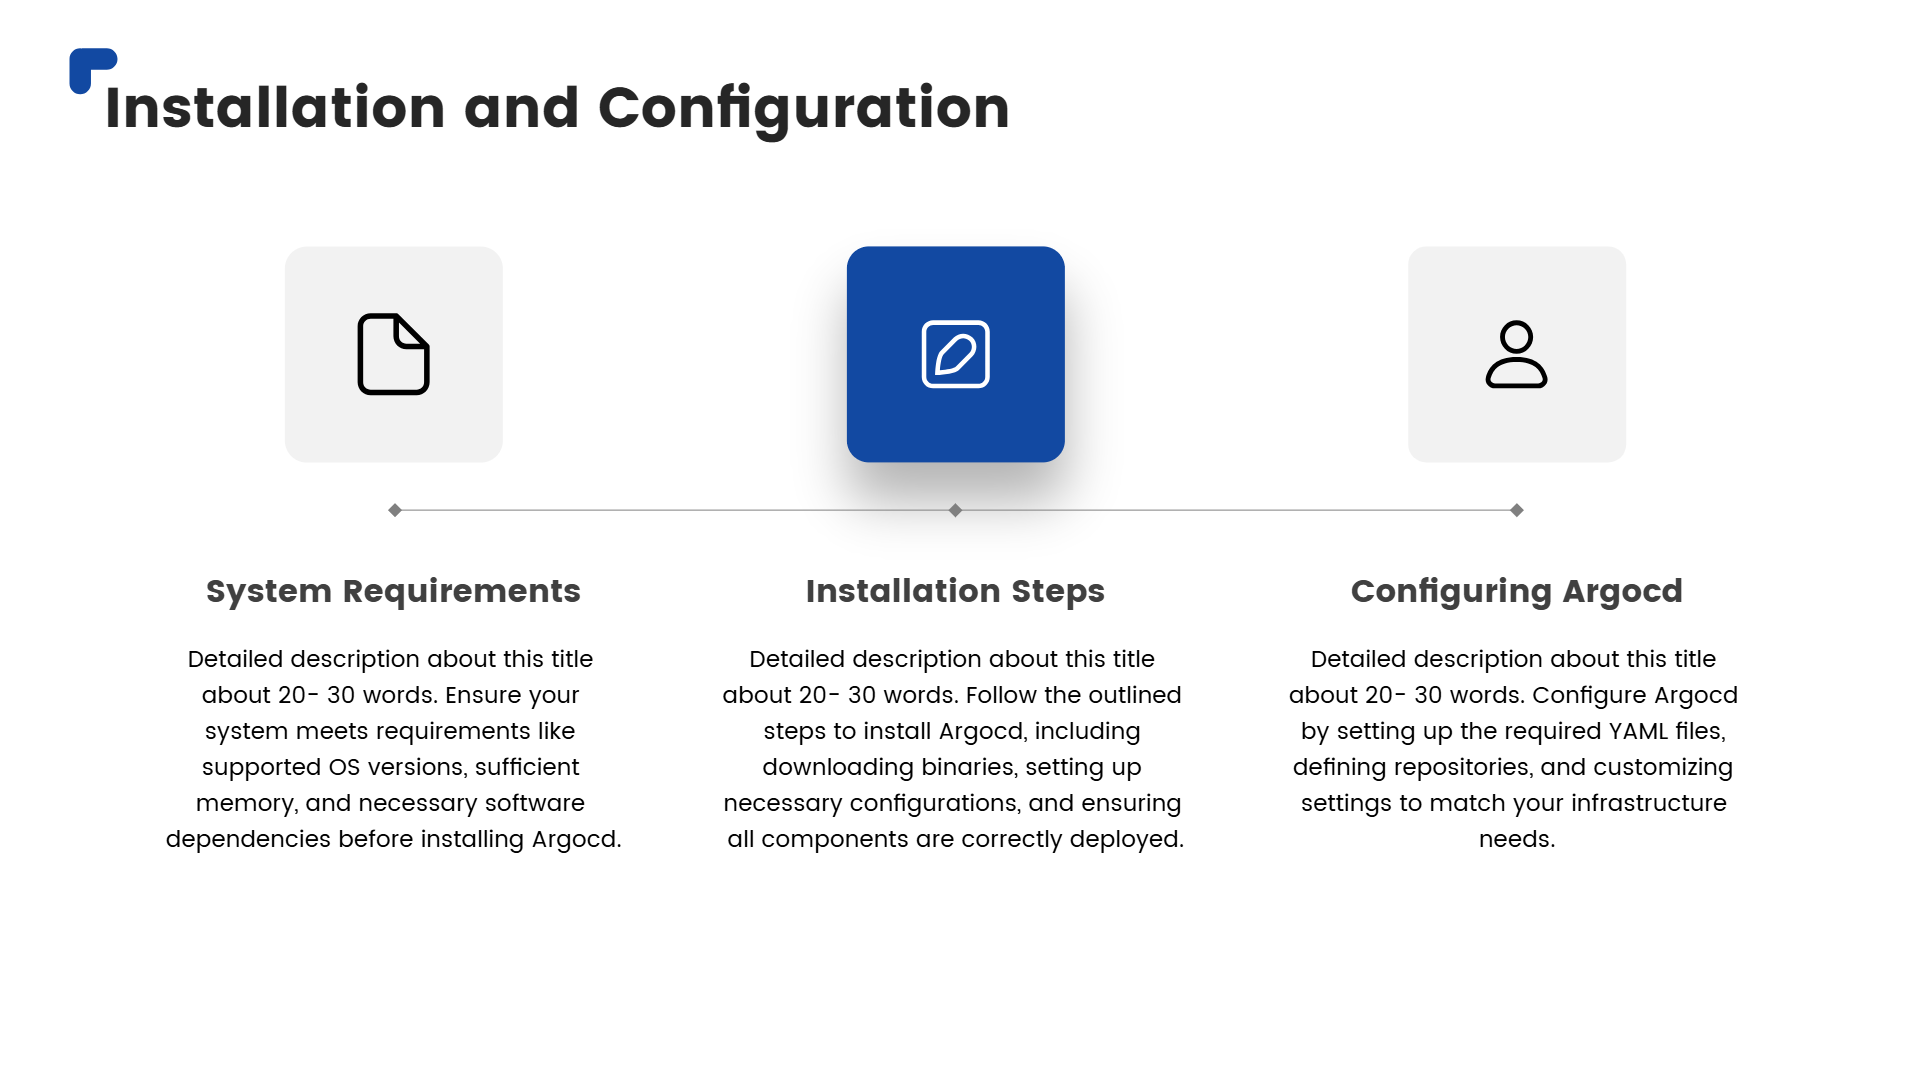 Installation and Configuration
System Requirements
Detailed description about this title
about 20- 30 words. Ensure your
system meets requirements like
supported OS versions, sufficient
memory, and necessary software
dependencies before installing Argocd.
Installation Steps
Detailed description about this title
about 20- 30 words. Follow the outlined
steps to install Argocd, including
downloading binaries, setting up
necessary configurations, and ensuring
all components are correctly deployed.
Configuring Argocd
Detailed description about this title
about 20- 30 words. Configure Argocd
by setting up the required YAML files,
defining repositories, and customizing
settings to match your infrastructure
needs.